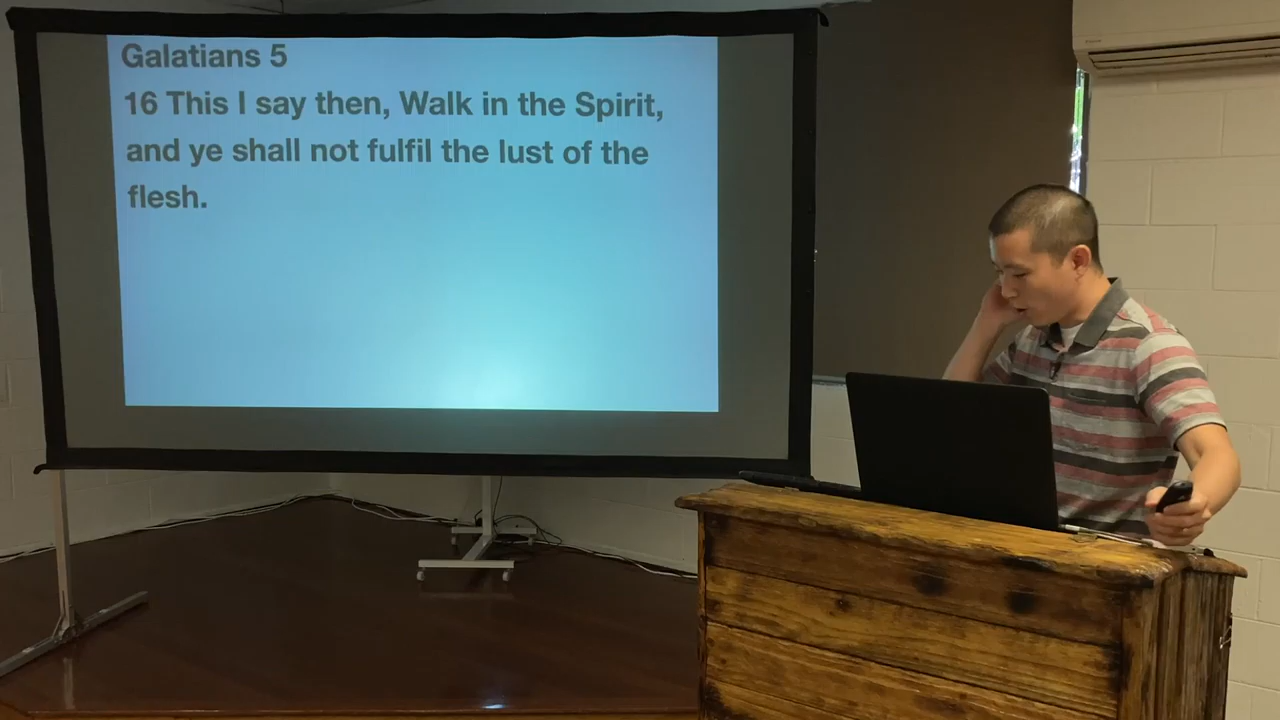 Galatians 5
16 This I say then, Walk in the Spirit,
and ye shall not fulfil the lust of the
flesh.